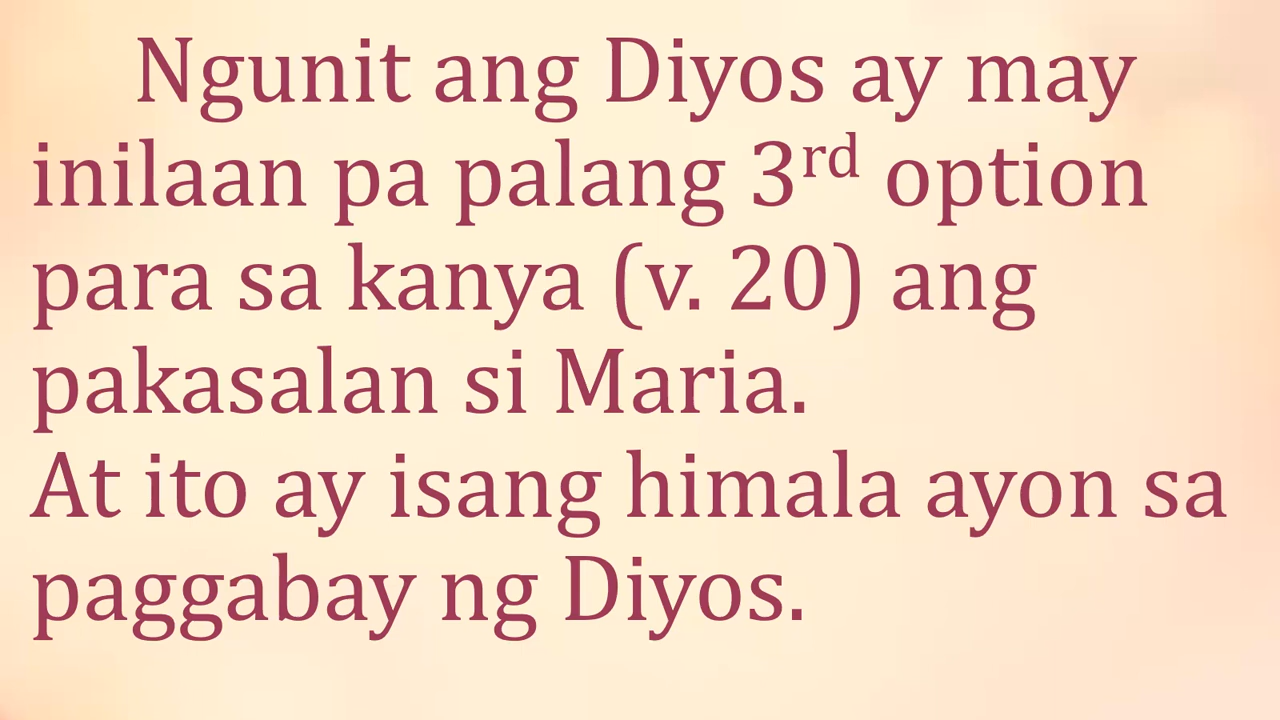 Ngunit ang Diyos ay may
inilaan pa palang 3rd option
para sa kanya (v. 20) ang
pakasalan si Maria.
At ito ay isang himala ayon sa
paggabay ng Diyos.